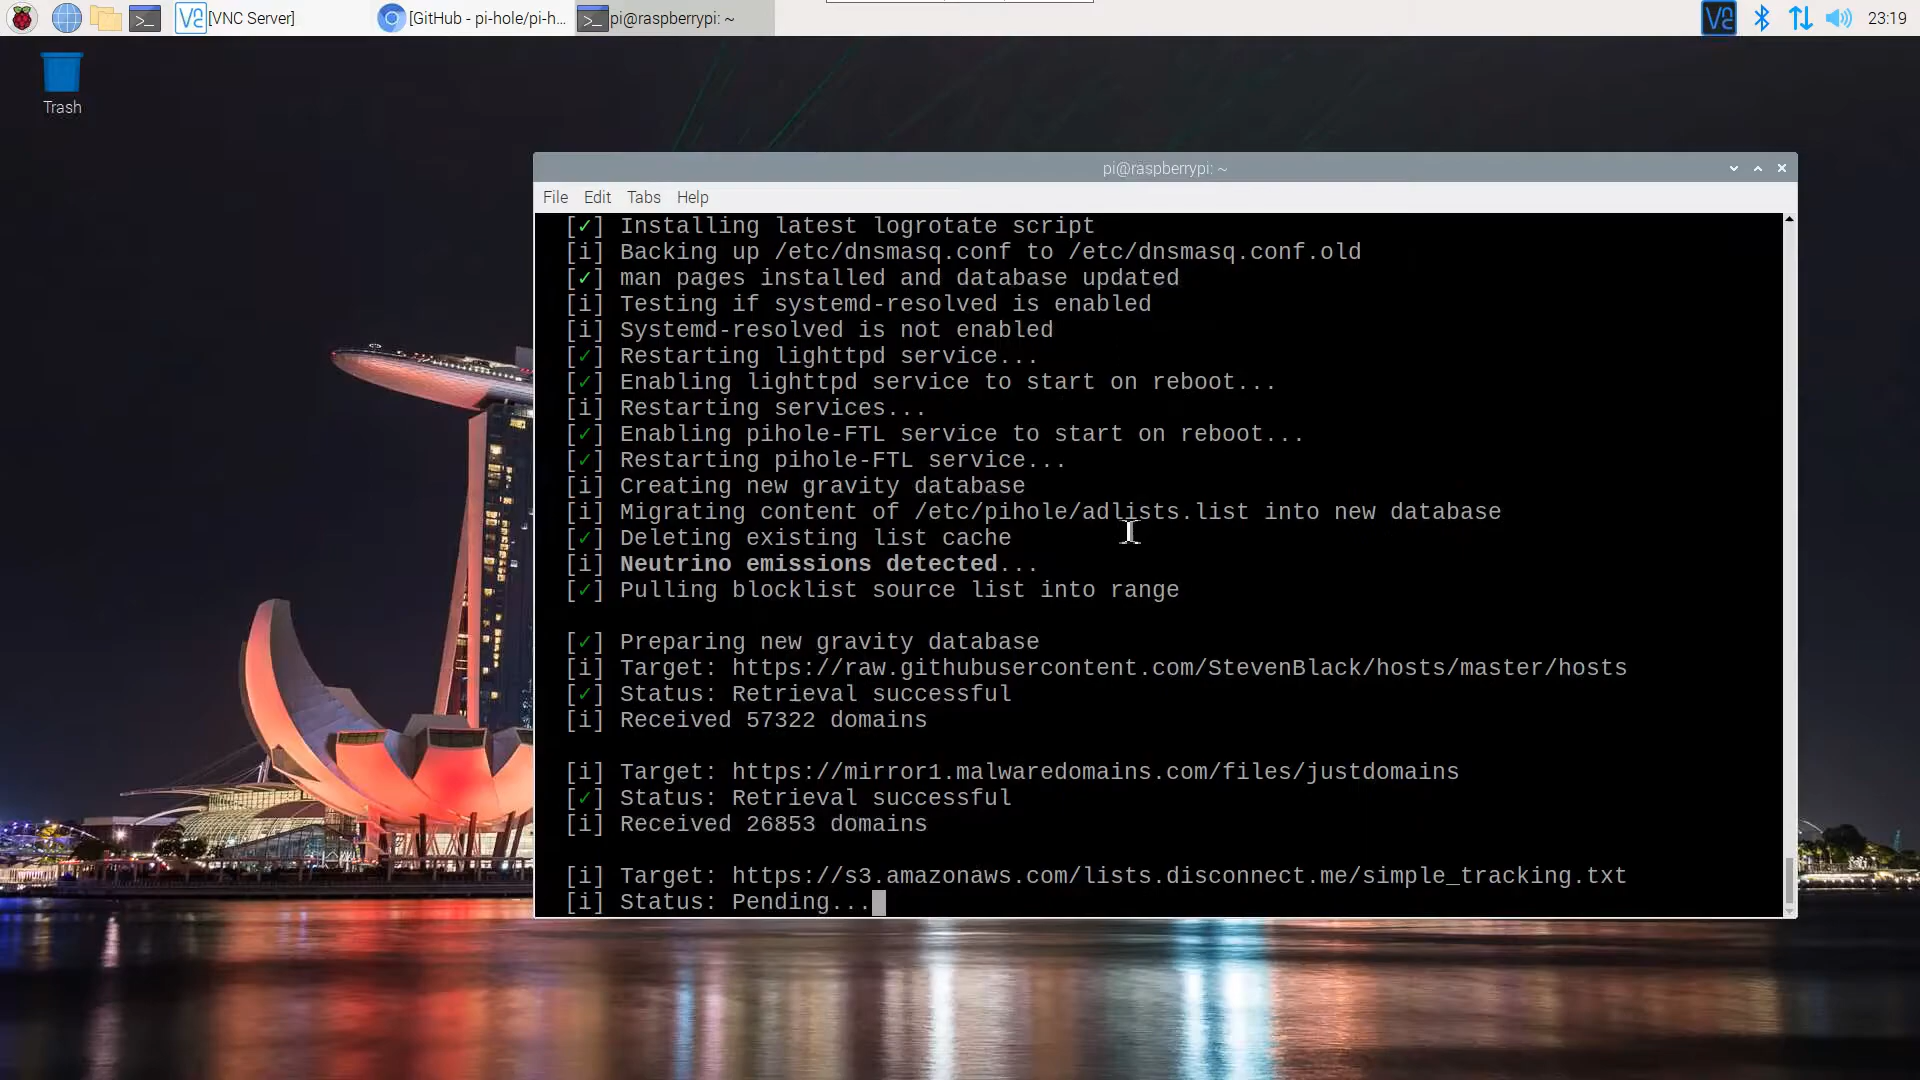 [VNC Server]
[GitHub - pi-hole/pi-h...
pi@raspberrypi: ~
23:19
Trash
pi@raspberrypi: ~
File Edit Tabs Help
[✓] Installing latest logrotate script
[i] Backing up /etc/dnsmasq.conf to /etc/dnsmasq.conf.old
[✓] man pages installed and database updated
[i] Testing if systemd-resolved is enabled
[i] Systemd-resolved is not enabled
[✓] Restarting lighttpd service...
[✓] Enabling lighttpd service to start on reboot...
[i] Restarting services...
[✓] Enabling pihole-FTL service to start on reboot...
[✓] Restarting pihole-FTL service...
[i] Creating new gravity database
[i] Migrating content of /etc/pihole/adlists.list into new database
[✓] Deleting existing list cache
[i] Neutrino emissions detected...
[✓] Pulling blocklist source list into range
[✓] Preparing new gravity database
[i] Target: https://raw.githubusercontent.com/StevenBlack/hosts/master/hosts
[✓] Status: Retrieval successful
[i] Received 57322 domains
[i] Target: https://mirror1.malwaredomains.com/files/justdomains
[✓] Status: Retrieval successful
[i] Received 26853 domains
[i] Target: https://s3.amazonaws.com/lists.disconnect.me/simple_tracking.txt
[i] Status: Pending...